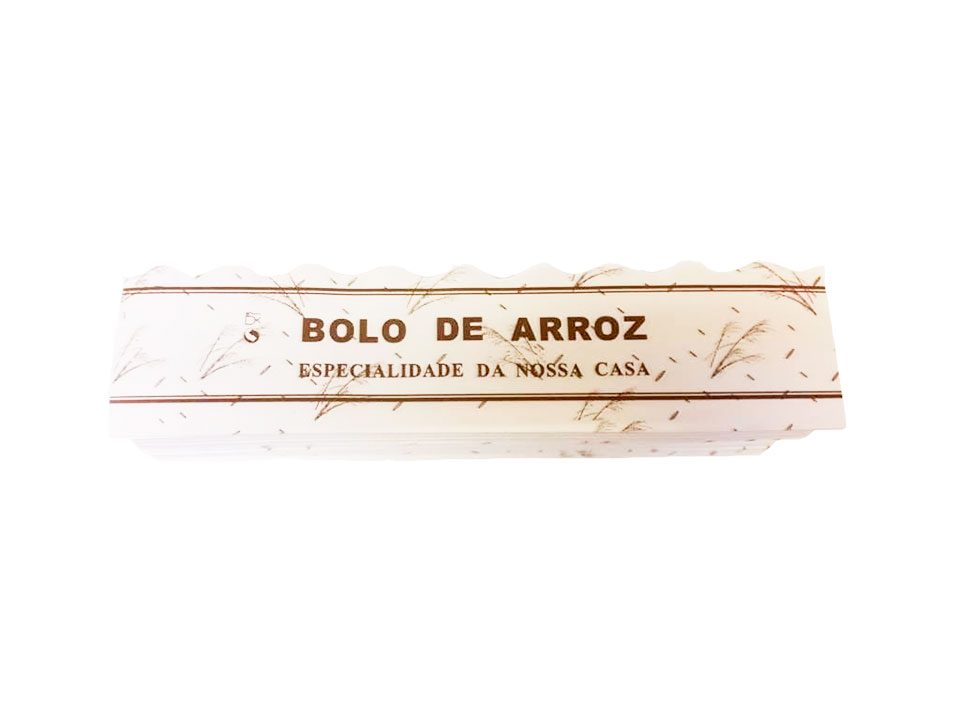 BOLO DE ARROZ
ESPECIALIDADE DA NOSSA CASA